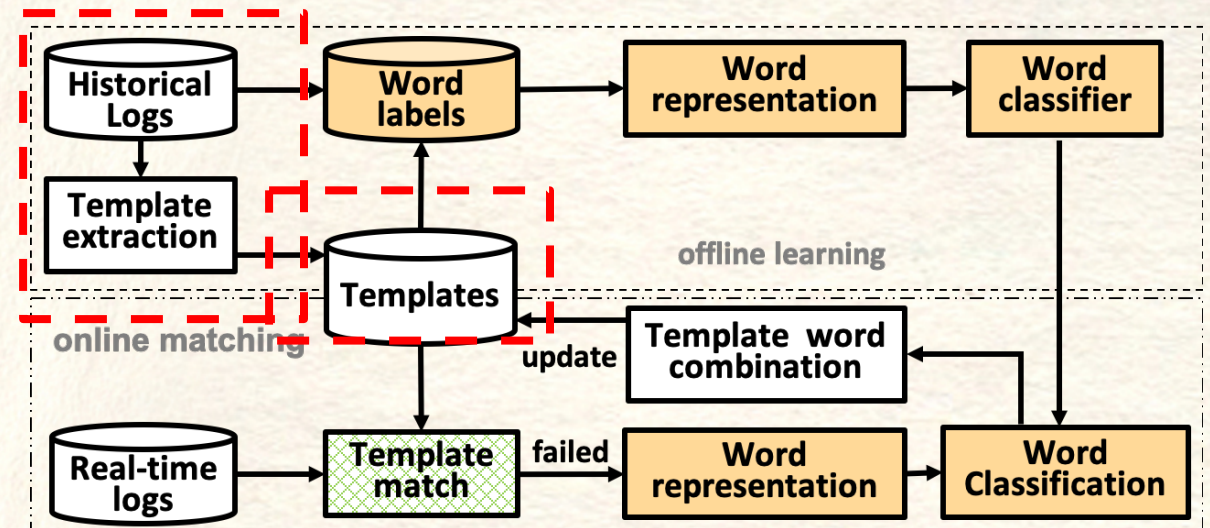 Historical
Logs
Word
labels
Word
representation
Word
classifier
Template
extraction
Templates
offline learning
online matching
update
Template word
combination
Real-time
logs
Template
match
failed
Word
representation
Word
Classification